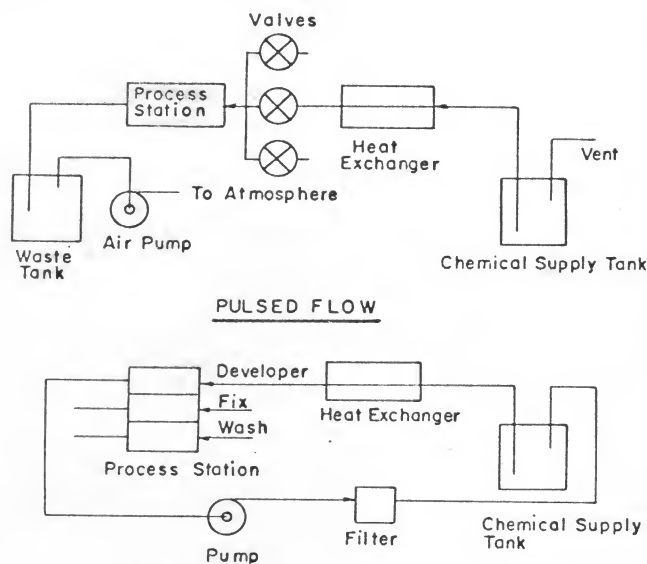 Valves
Process
Station
Heat
Exchanger
Vent
To Atmosphere
Air Pump
Waste
Tank
Chemical Supply Tank
PULSED FLOW
Developer
Fix
Wash
Heat Exchanger
Process Station
Pump
Filter
Chemical Supply
Tank